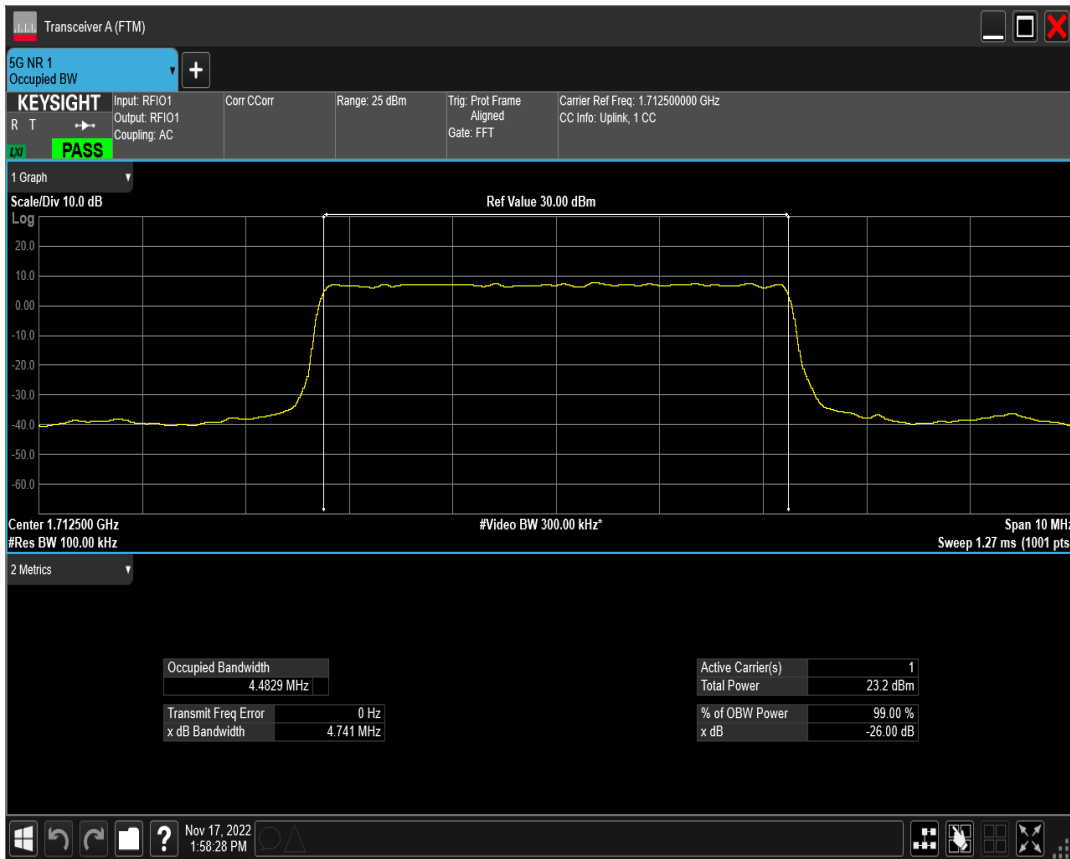 Transceiver A (FTM)
5G NR 1
Occupied BW
+
KEYSIGHT
R T
LXI
PASS
Input: RFIO1
Output: RFIO1
Coupling: AC
Corr CCorr
Range: 25 dBm
Trig: Prot Frame
Aligned
Gate: FFT
Carrier Ref Freq: 1.712500000 GHz
CC Info: Uplink, 1 CC
1 Graph
Scale/Div 10.0 dB
Ref Value 30.00 dBm
Log
20.0
10.0
0.00
-10.0
-20.0
-30.0
-40.0
-50.0
-60.0
Center 1.712500 GHz
#Video BW 300.00 kHz*
Span 10 MHz
#Res BW 100.00 kHz
Sweep 1.27 ms (1001 pts
2 Metrics
Occupied Bandwidth
4.4829 MHz
Transmit Freq Error 0 Hz
x dB Bandwidth 4.741 MHz
Active Carrier(s) 1
Total Power 23.2 dBm
% of OBW Power 99.00 %
x dB -26.00 dB
?
Nov 17, 2022
1:58:28 PM